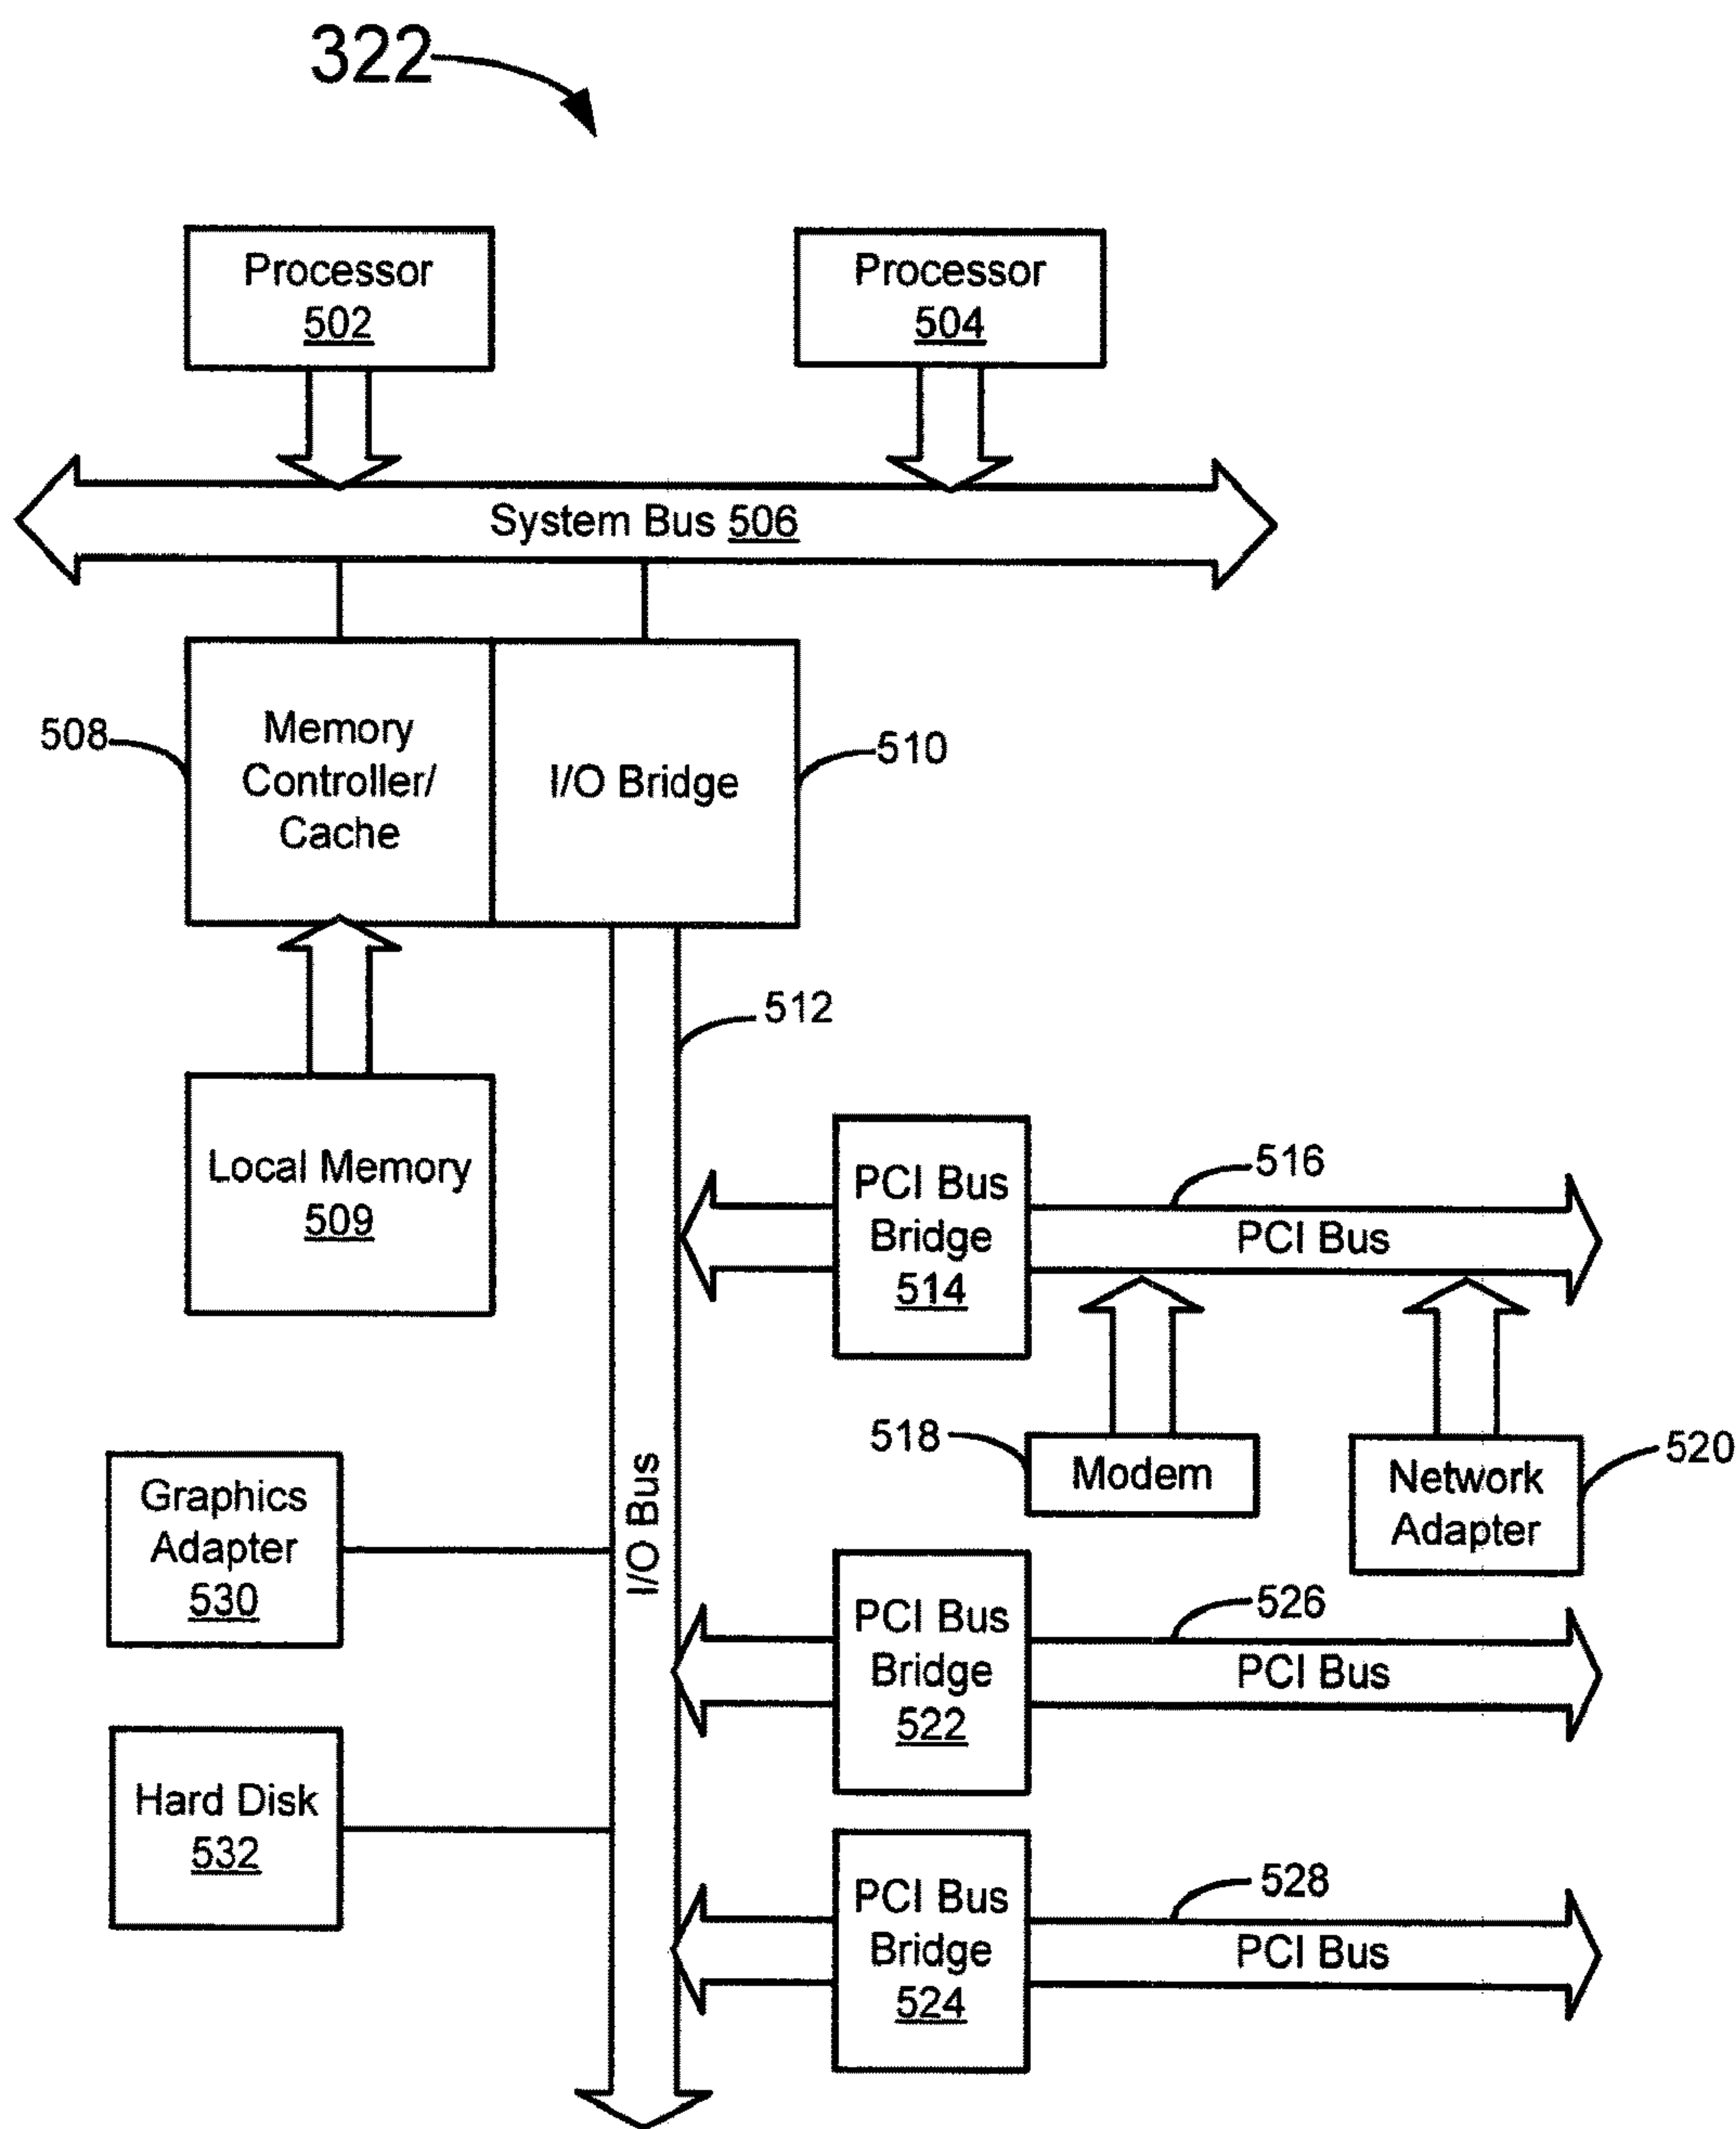 322
Processor
502
Processor
504
System Bus 506
508
Memory
Controller/
Cache
I/O Bridge
510
512
Local Memory
509
PCI Bus
Bridge
514
516
PCI Bus
518
Modem
Network
Adapter
520
Graphics
Adapter
530
I/O Bus
PCI Bus
Bridge
522
526
PCI Bus
Hard Disk
532
PCI Bus
Bridge
524
528
PCI Bus